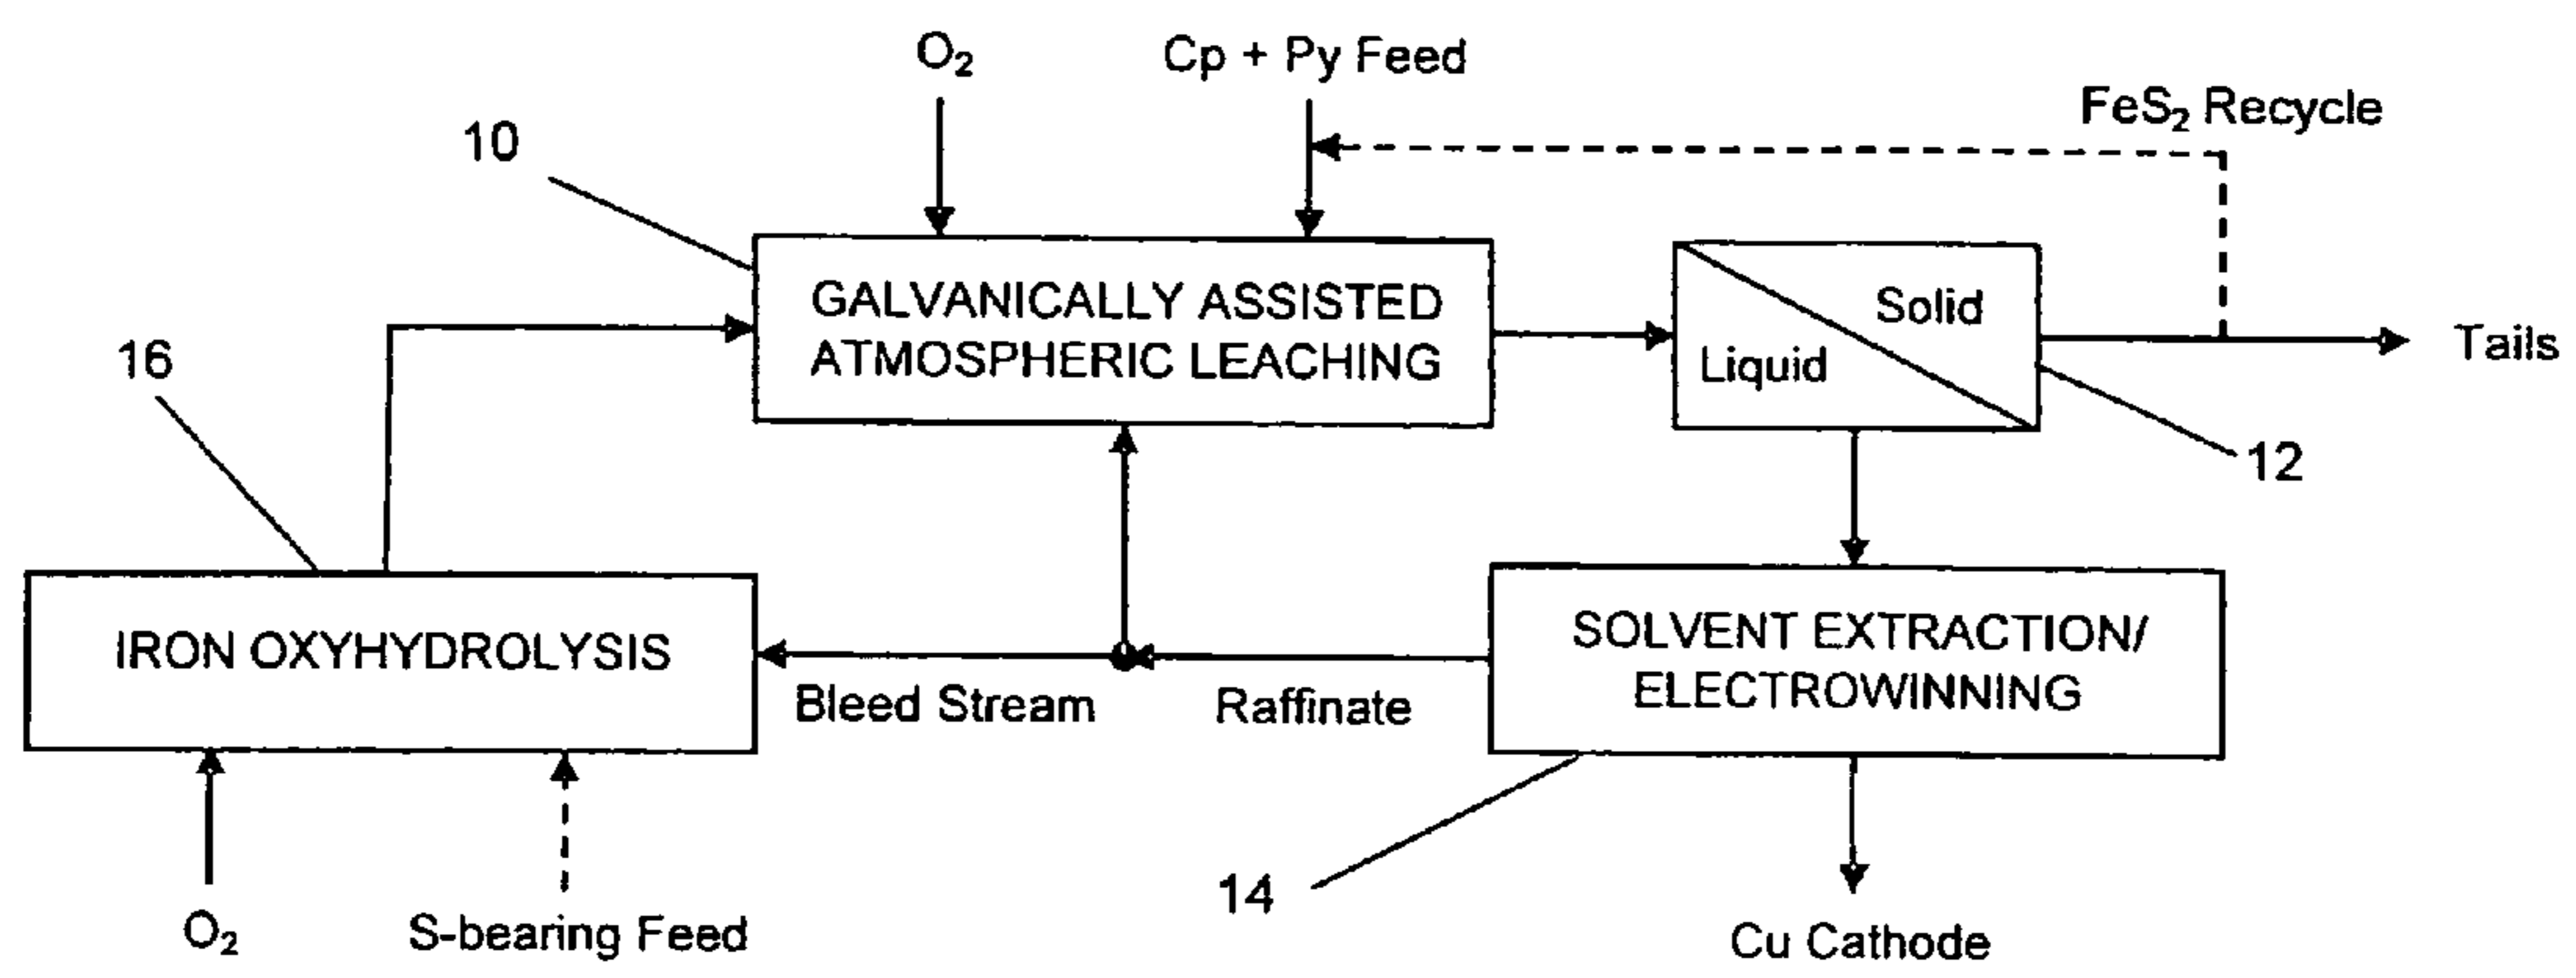 O₂
Cp + Py Feed
FeS₂ Recycle
10
GALVANICALLY ASSISTED
ATMOSPHERIC LEACHING
Solid
Liquid
Tails
16
12
IRON OXYHYDROLYSIS
Bleed Stream
Raffinate
SOLVENT EXTRACTION/
ELECTROWINNING
14
O₂
S-bearing Feed
Cu Cathode